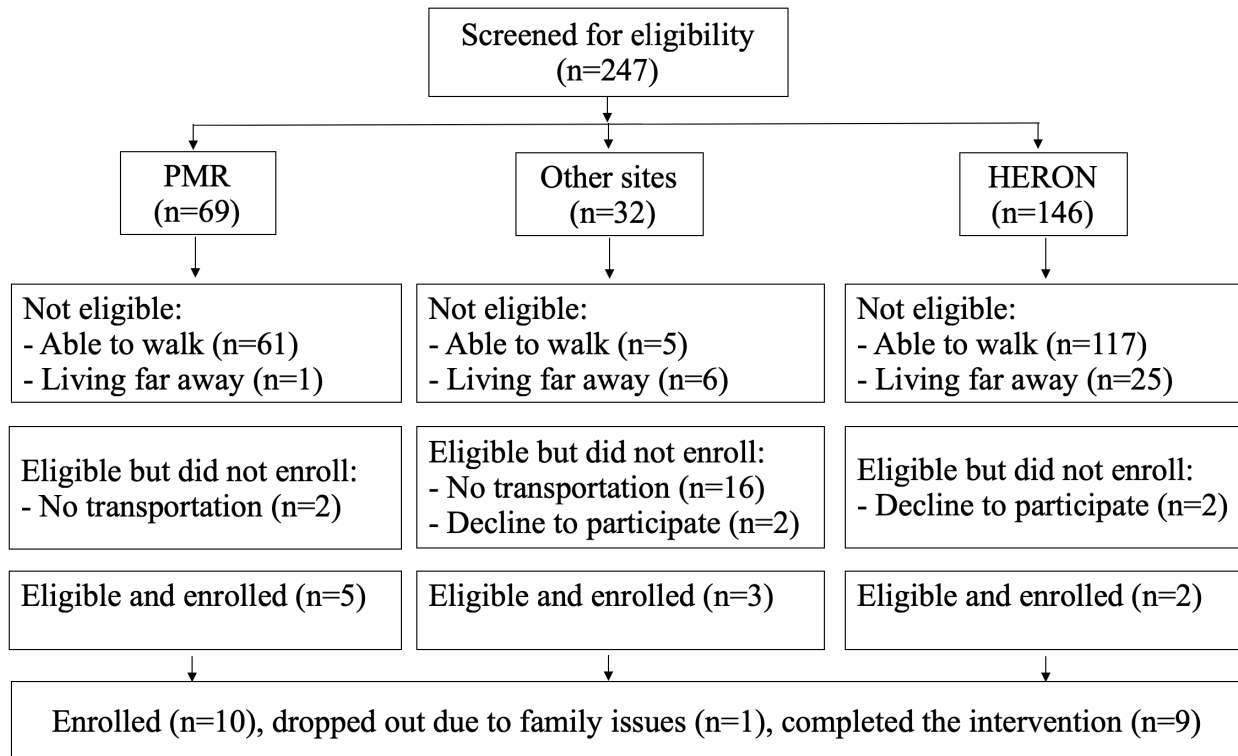 Screened for eligibility
(n=247)
PMR
(n=69)
Other sites
(n=32)
HERON
(n=146)
Not eligible:
- Able to walk (n=61)
- Living far away (n=1)
Not eligible:
- Able to walk (n=5)
- Living far away (n=6)
Not eligible:
- Able to walk (n=117)
- Living far away (n=25)
Eligible but did not enroll:
- No transportation (n=2)
Eligible but did not enroll:
- No transportation (n=16)
- Decline to participate (n=2)
Eligible but did not enroll:
- Decline to participate (n=2)
Eligible and enrolled (n=5)
Eligible and enrolled (n=3)
Eligible and enrolled (n=2)
Enrolled (n=10), dropped out due to family issues (n=1), completed the intervention (n=9)